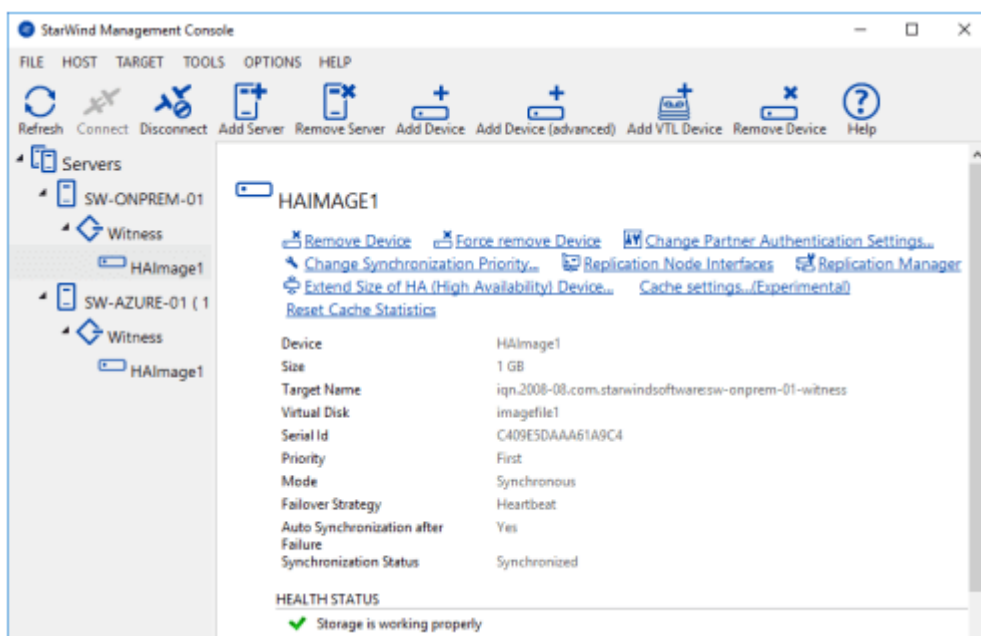 StarWind Management Console
FILE HOST TARGET TOOLS OPTIONS HELP
Refresh Connect Disconnect Add Server Remove Server Add Device Add Device (advanced) Add VTL Device Remove Device Help
Servers
SW-ONPREM-01
Witness
HAImage1
SW-AZURE-01 ( 1
Witness
HAImage1
HAIMAGE1
Remove Device Force remove Device Change Partner Authentication Settings...
Change Synchronization Priority... Replication Node Interfaces Replication Manager
Extend Size of HA (High Availability) Device... Cache settings...(Experimental)
Reset Cache Statistics
Device HAImage1
Size 1 GB
Target Name iqn.2008-08.com.starwindsoftware:sw-onprem-01-witness
Virtual Disk imagefile1
Serial Id C409E5DAAA61A9C4
Priority First
Mode Synchronous
Failover Strategy Heartbeat
Auto Synchronization after Yes
Failure
Synchronization Status Synchronized
HEALTH STATUS
Storage is working properly